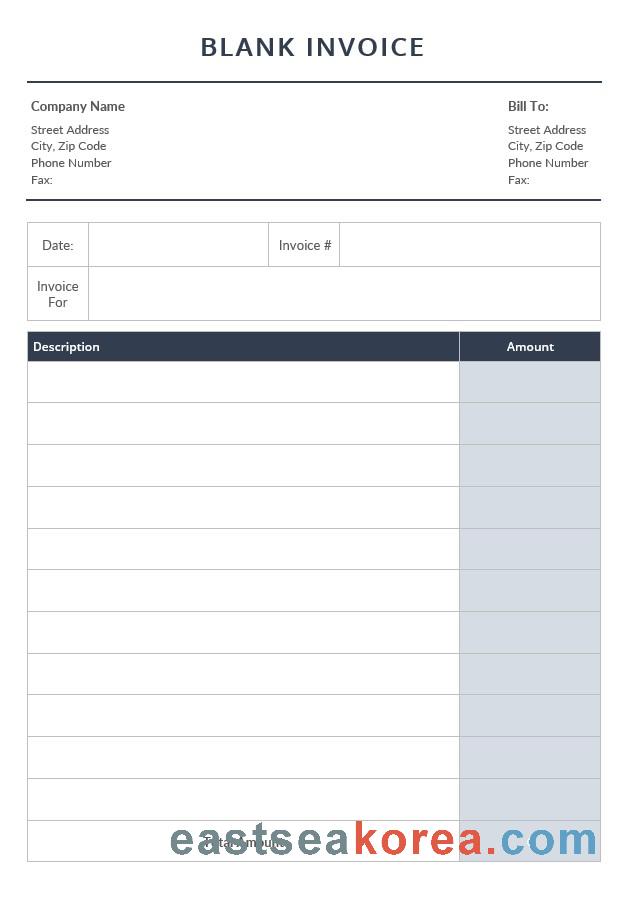 BLANK INVOICE
Company Name
Street Address
City, Zip Code
Phone Number
Fax:
Bill To:
Street Address
City, Zip Code
Phone Number
Fax:
Date:
Invoice #
Invoice
For
Description Amount
Total Amount
eastseakorea.com